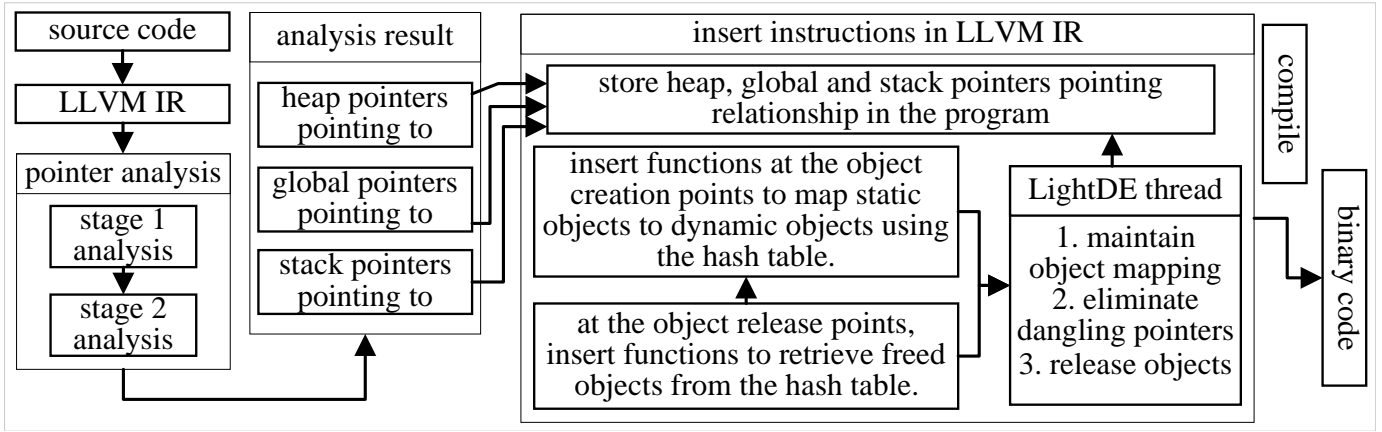 source code
LLVM IR
pointer analysis
stage 1
analysis
stage 2
analysis
analysis result
heap pointers
pointing to
global pointers
pointing to
stack pointers
pointing to
insert instructions in LLVM IR
store heap, global and stack pointers pointing
relationship in the program
insert functions at the object
creation points to map static
objects to dynamic objects using
the hash table.
at the object release points,
insert functions to retrieve freed
objects from the hash table.
LightDE thread
1. maintain
object mapping
2. eliminate
dangling pointers
3. release objects
compile
binary code